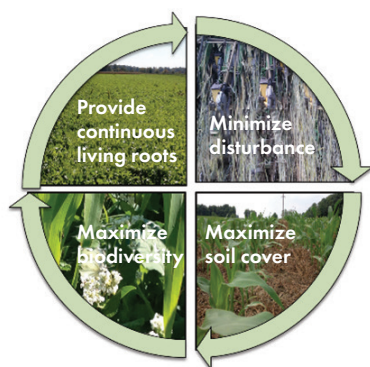 Provide
continuous
living roots
Minimize
disturbance
Maximize
biodiversity
Maximize
soil cover